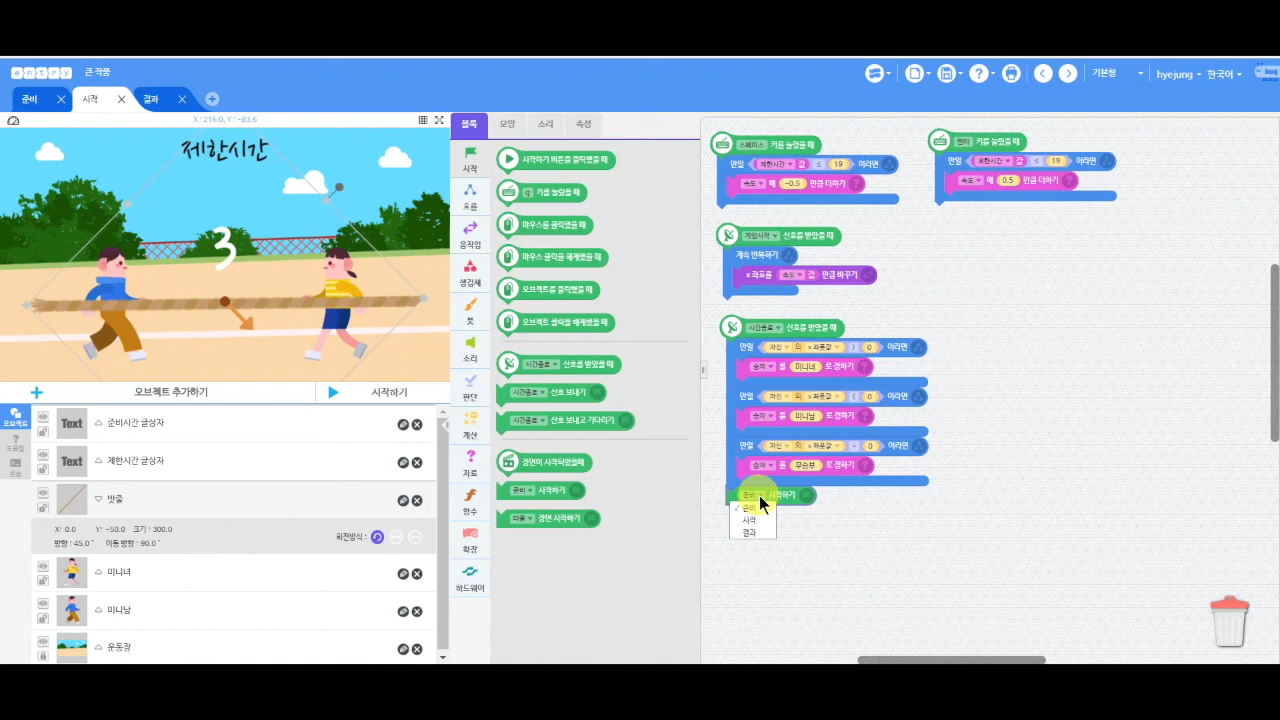 entry
큰 작품
기본형
hyejung
한국어
준비
시작
결과
X : 216.0, Y : -83.6
블록
모양
소리
속성
제한시간
3
오브젝트 추가하기
시작하기
오브젝트
도움말
Text
준비시간 글상자
Text
제한시간 글상자
밧줄
X: 0.0 Y: -50.0 크기 : 300.0
방향 : 45.0˚ 이동 방향 : 90.0˚
회전방식 :
미니녀
미니남
운동장
시작
흐름
움직임
생김새
붓
소리
판단
계산
자료
함수
확장
하드웨어
시작하기 버튼을 클릭했을 때
q 키를 눌렀을 때
마우스를 클릭했을 때
마우스 클릭을 해제했을 때
오브젝트를 클릭했을 때
오브젝트 클릭을 해제했을 때
시간종료 신호를 받았을 때
시간종료 신호 보내기
시간종료 신호 보내고 기다리기
장면이 시작되었을때
준비 시작하기
다음 장면 시작하기
스페이스 키를 눌렀을 때
만일 제한시간 값 ≤ 19 이라면
속도 에 -0.5 만큼 더하기
엔터 키를 눌렀을 때
만일 제한시간 값 ≤ 19 이라면
속도 에 0.5 만큼 더하기
게임시작 신호를 받았을 때
계속 반복하기
x 좌표를 속도 값 만큼 바꾸기
시간종료 신호를 받았을 때
만일 자신 의 x 좌푯값 > 0 이라면
승자 를 미니녀 로 정하기
만일 자신 의 x 좌푯값 < 0 이라면
승자 를 미니남 로 정하기
만일 자신 의 x 좌푯값 = 0 이라면
승자 를 무승부 로 정하기
준비 시작하기
준비
시작
결과